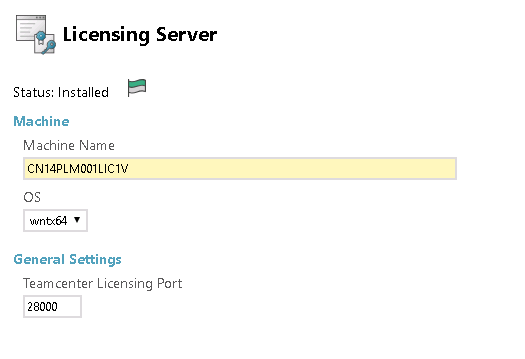 Licensing Server
Status: Installed
Machine
Machine Name
CN14PLM001LIC1V
OS
wntx64
General Settings
Teamcenter Licensing Port
28000